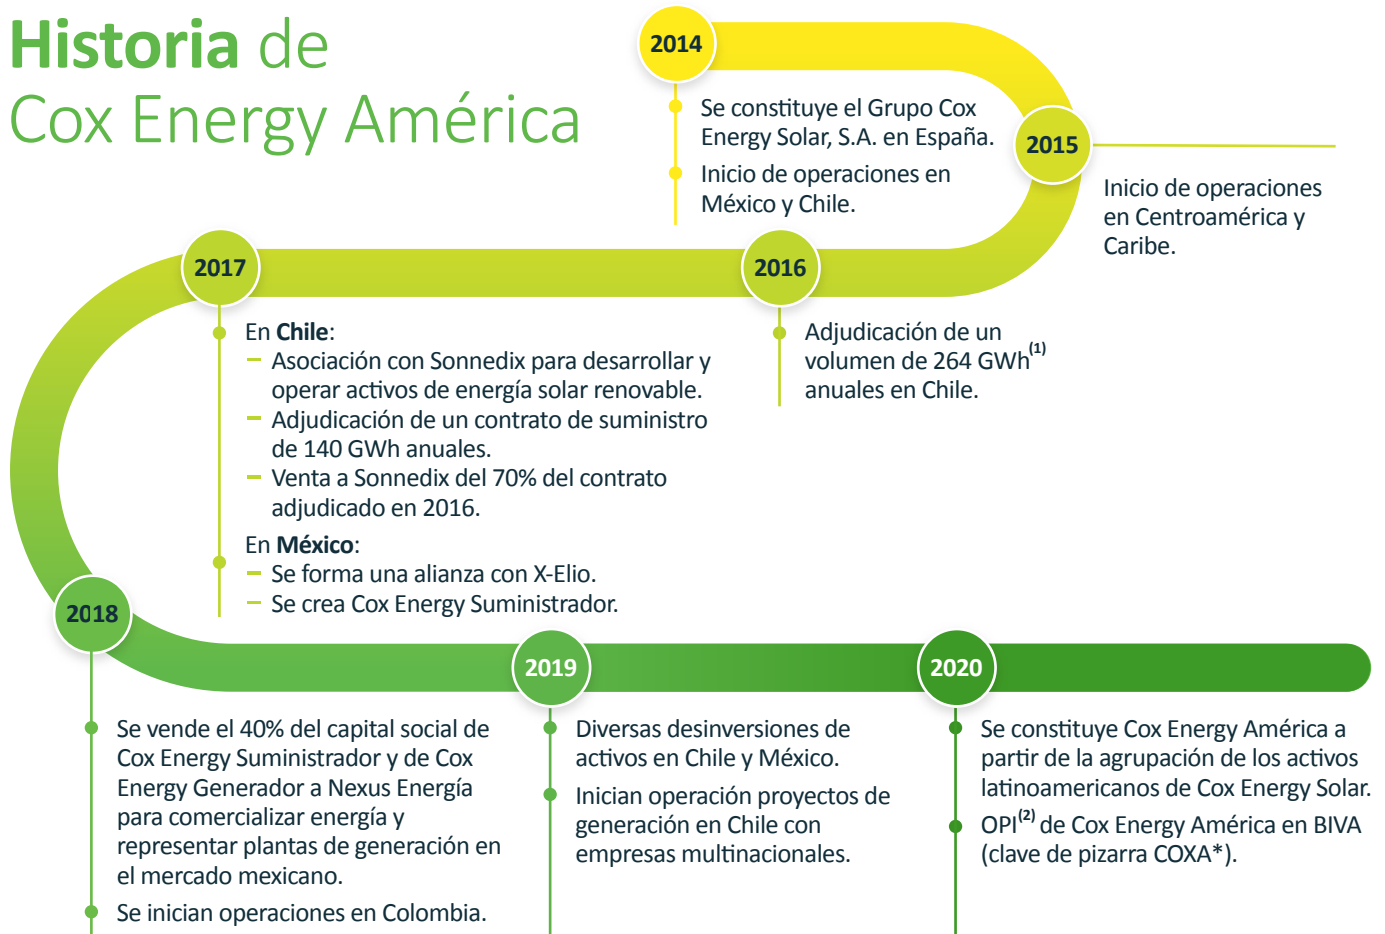 Historia de
Cox Energy América
2014
Se constituye el Grupo Cox
Energy Solar, S.A. en España.
Inicio de operaciones en
México y Chile.
2015
Inicio de operaciones
en Centroamérica y
Caribe.
2016
Adjudicación de un
volumen de 264 GWh(1)
anuales en Chile.
2017
En Chile:
– Asociación con Sonnedix para desarrollar y
operar activos de energía solar renovable.
– Adjudicación de un contrato de suministro
de 140 GWh anuales.
– Venta a Sonnedix del 70% del contrato
adjudicado en 2016.
En México:
– Se forma una alianza con X-Elio.
– Se crea Cox Energy Suministrador.
2018
Se vende el 40% del capital social de
Cox Energy Suministrador y de Cox
Energy Generador a Nexus Energía
para comercializar energía y
representar plantas de generación en
el mercado mexicano.
Se inician operaciones en Colombia.
2019
Diversas desinversiones de
activos en Chile y México.
Inician operación proyectos de
generación en Chile con
empresas multinacionales.
2020
Se constituye Cox Energy América a
partir de la agrupación de los activos
latinoamericanos de Cox Energy Solar.
OPI(2) de Cox Energy América en BIVA
(clave de pizarra COXA*).